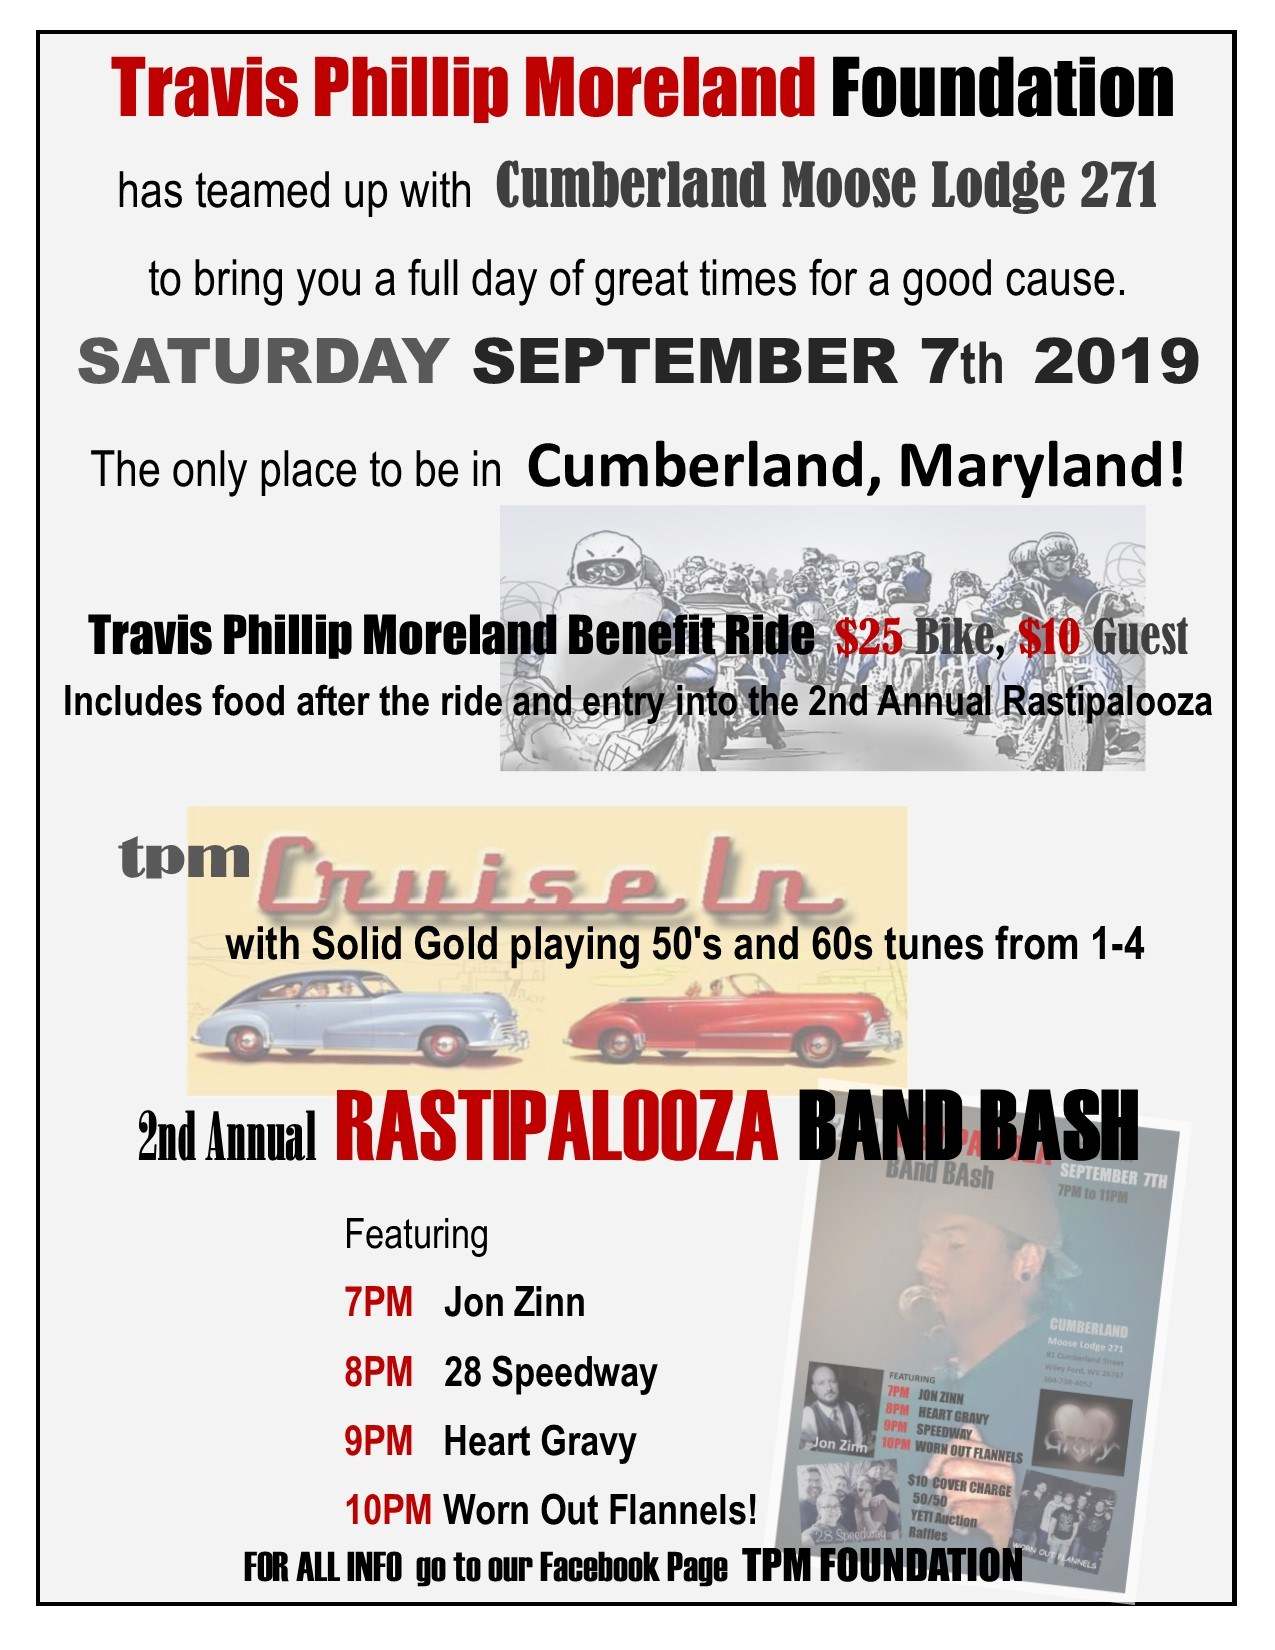 Travis Phillip Moreland Foundation
has teamed up with Cumberland Moose Lodge 271
to bring you a full day of great times for a good cause.
SATURDAY SEPTEMBER 7th 2019
The only place to be in Cumberland, Maryland!
Travis Phillip Moreland Benefit Ride $25 Bike, $10 Guest
Includes food after the ride and entry into the 2nd Annual Rastipalooza
tpm Cruise In
with Solid Gold playing 50's and 60s tunes from 1-4
2nd Annual RASTIPALOOZA BAND BASH
Featuring
7PM Jon Zinn
8PM 28 Speedway
9PM Heart Gravy
10PM Worn Out Flannels!
FOR ALL INFO go to our Facebook Page TPM FOUNDATION
BAnd BAsh
SEPTEMBER 7TH
7PM to 11PM
CUMBERLAND
Moose Lodge 271
FEATURING
7PM JON ZINN
8PM HEART GRAVY
9PM SPEEDWAY
10PM WORN OUT FLANNELS
Jon Zinn
Gravy
$10 COVER CHARGE
50/50
YETI Auction
Raffles
28 Speedway
WORN OUT FLANNELS